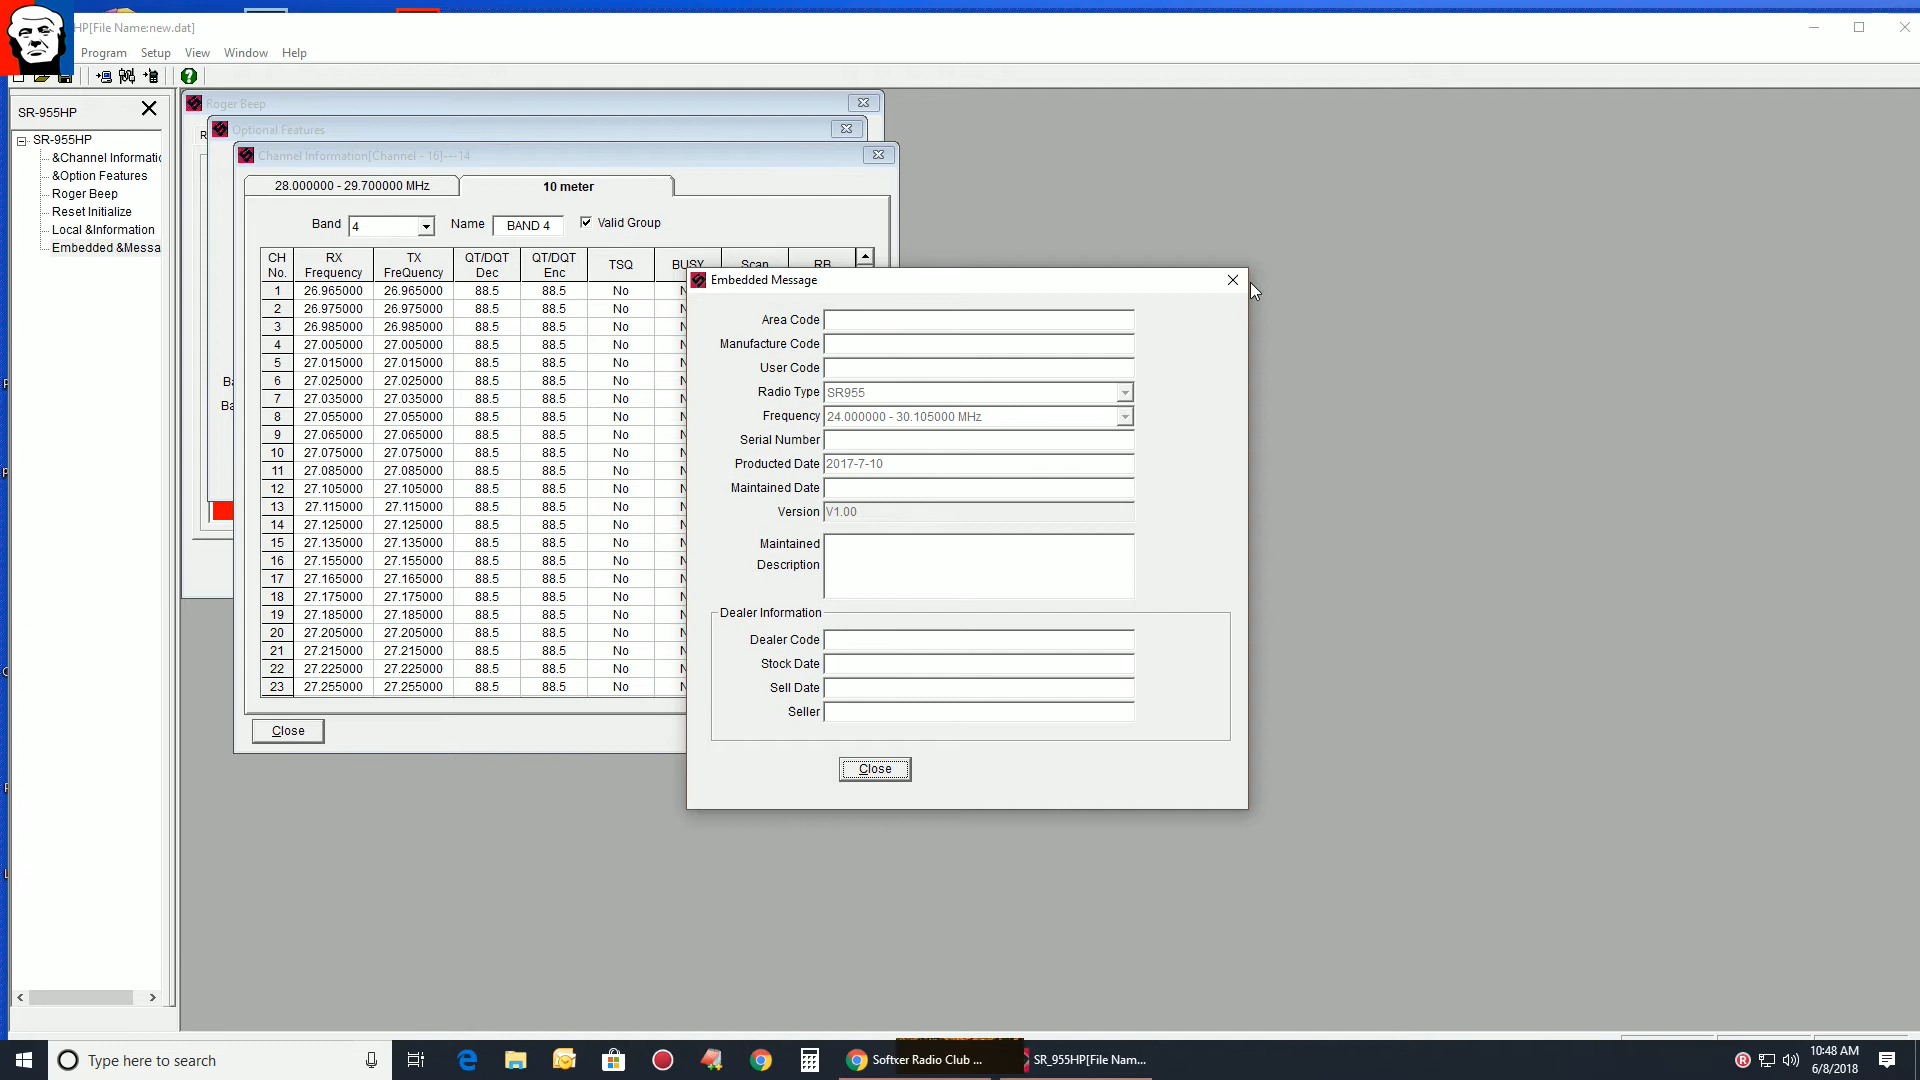 HP[File Name:new.dat]
Program Setup View Window Help
SR-955HP
SR-955HP
&Channel Informatic
&Option Features
Roger Beep
Reset Initialize
Local &Information
Embedded &Messa
Roger Beep
Optional Features
Channel Information[Channel - 16]---14
28.000000 - 29.700000 MHz
10 meter
Band 4 Name BAND 4 Valid Group
CH No. RX Frequency TX FreQuency QT/DQT Dec QT/DQT Enc TSQ BUSY Scan RB
1 26.965000 26.965000 88.5 88.5 No
2 26.975000 26.975000 88.5 88.5 No
3 26.985000 26.985000 88.5 88.5 No
4 27.005000 27.005000 88.5 88.5 No
5 27.015000 27.015000 88.5 88.5 No
6 27.025000 27.025000 88.5 88.5 No
7 27.035000 27.035000 88.5 88.5 No
8 27.055000 27.055000 88.5 88.5 No
9 27.065000 27.065000 88.5 88.5 No
10 27.075000 27.075000 88.5 88.5 No
11 27.085000 27.085000 88.5 88.5 No
12 27.105000 27.105000 88.5 88.5 No
13 27.115000 27.115000 88.5 88.5 No
14 27.125000 27.125000 88.5 88.5 No
15 27.135000 27.135000 88.5 88.5 No
16 27.155000 27.155000 88.5 88.5 No
17 27.165000 27.165000 88.5 88.5 No
18 27.175000 27.175000 88.5 88.5 No
19 27.185000 27.185000 88.5 88.5 No
20 27.205000 27.205000 88.5 88.5 No
21 27.215000 27.215000 88.5 88.5 No
22 27.225000 27.225000 88.5 88.5 No
23 27.255000 27.255000 88.5 88.5 No
Close
Embedded Message
Area Code
Manufacture Code
User Code
Radio Type SR955
Frequency 24.000000 - 30.105000 MHz
Serial Number
Producted Date 2017-7-10
Maintained Date
Version V1.00
Maintained
Description
Dealer Information
Dealer Code
Stock Date
Sell Date
Seller
Close
Type here to search
SR_955HP[File Nam...
Radio Club ...
10:48 AM
6/8/2018